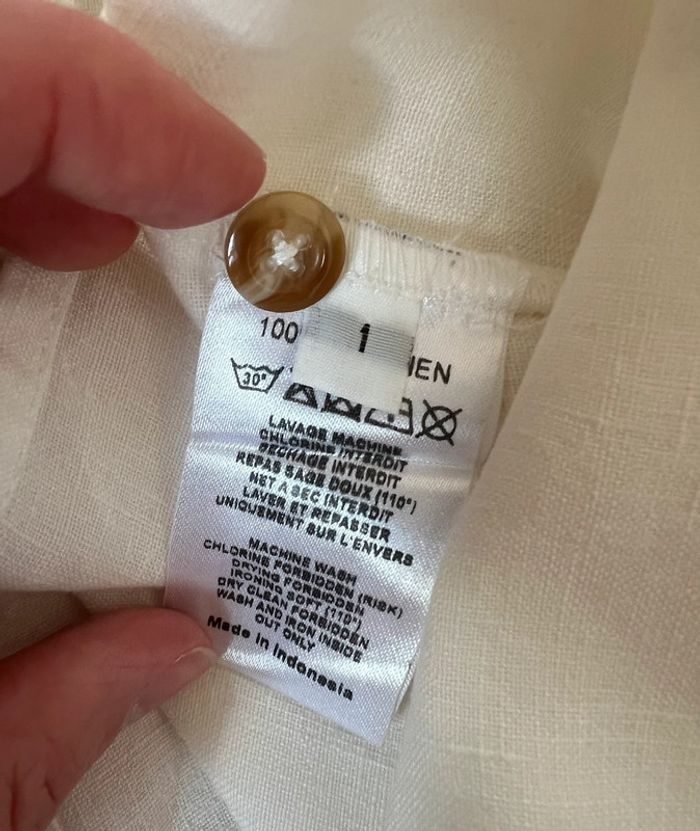 1
100
30°
LAVAGE MACHINE
CHLORINE INTERDIT
SECHAGE INTERDIT
REPAS SAGE DOUX (110°)
NET A SEC INTERDIT
LAVER ET REPASSER
UNIQUEMENT SUR L'ENVERS
MACHINE WASH
CHLORINE FORBIDDEN (RISK)
DRYING FORBIDDEN
IRONING SOFT (110°)
DRY CLEAN FORBIDDEN
WASH AND IRON INSIDE
OUT ONLY
Made in Indonesia